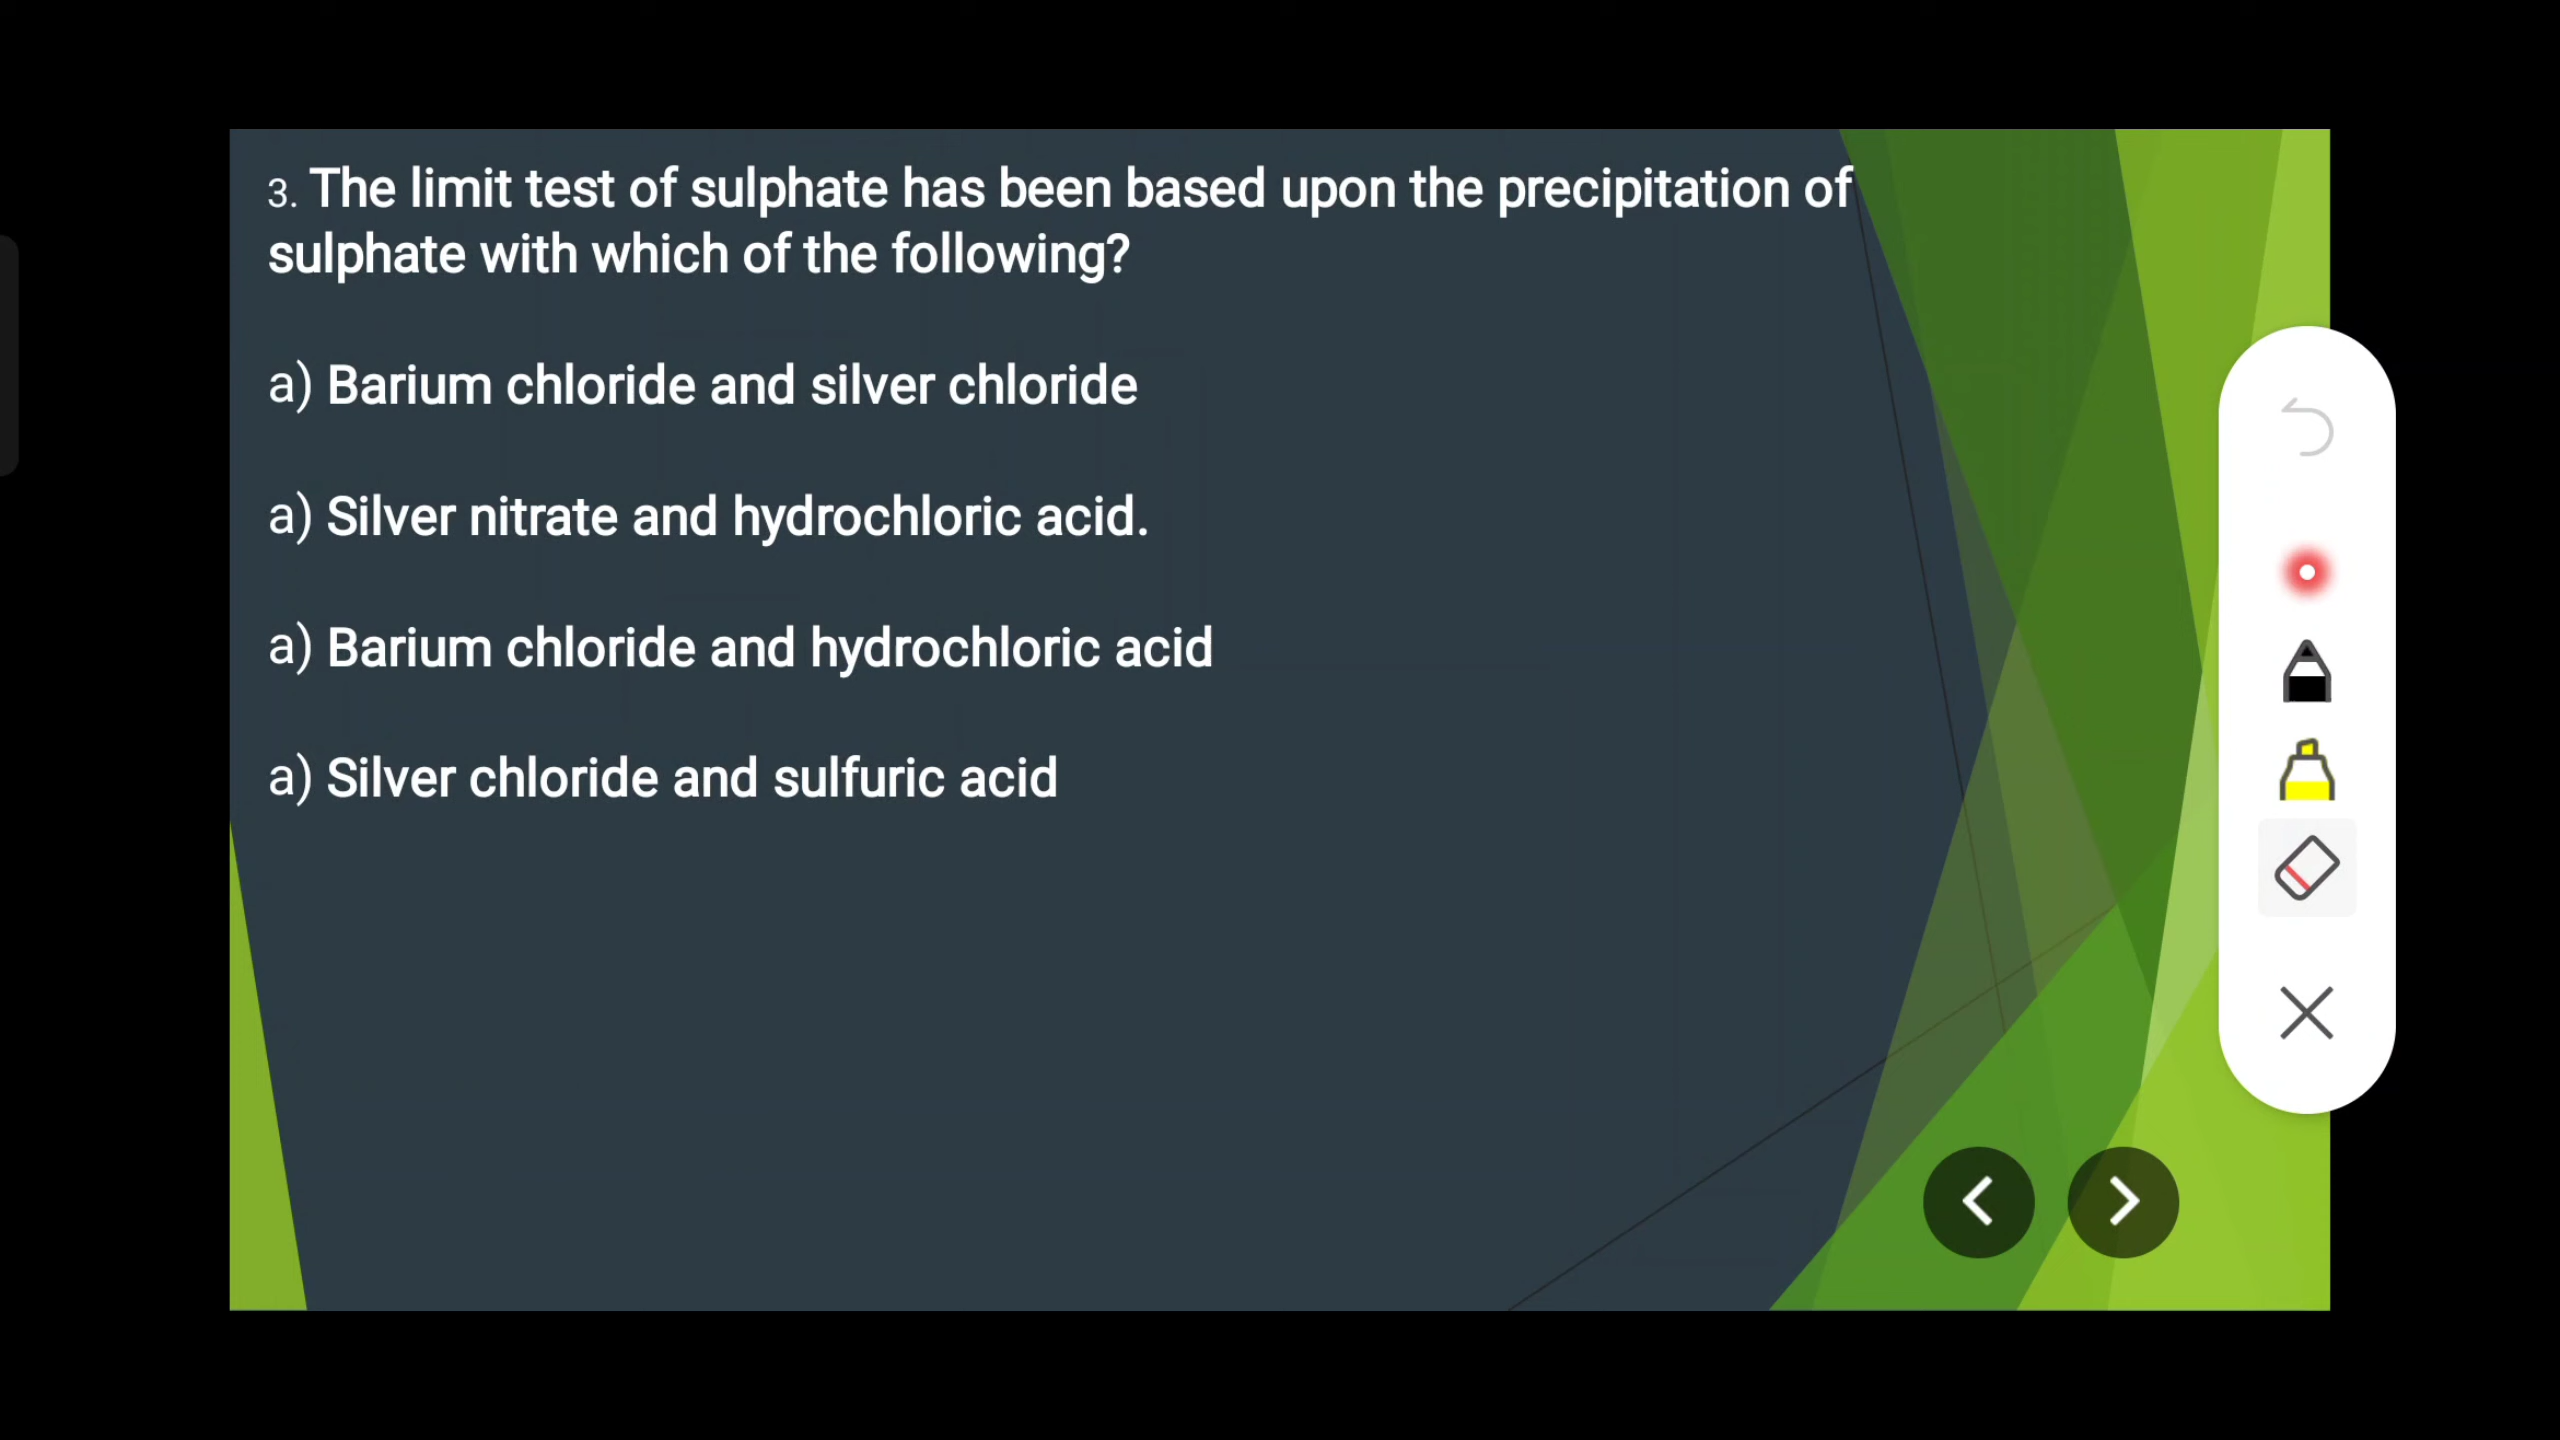 3. The limit test of sulphate has been based upon the precipitation of
sulphate with which of the following?
a) Barium chloride and silver chloride
a) Silver nitrate and hydrochloric acid.
a) Barium chloride and hydrochloric acid
a) Silver chloride and sulfuric acid